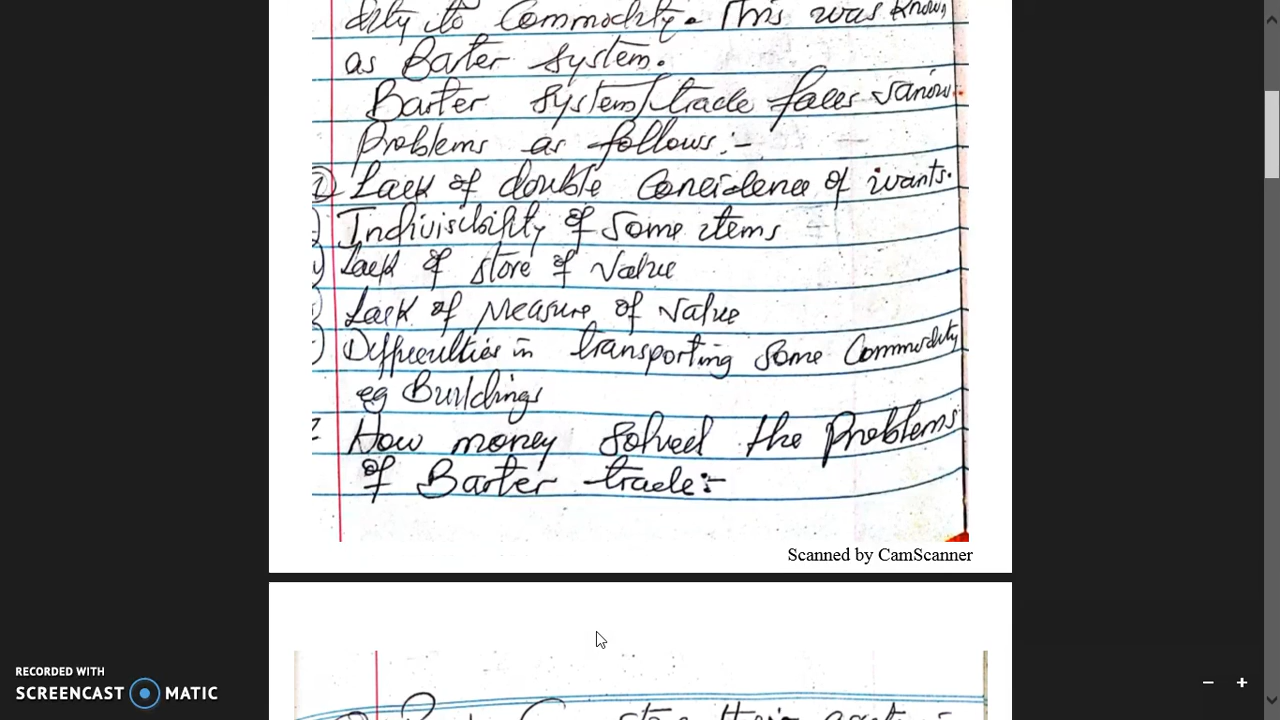 dity to Commodity. This was known
as Barter system.
Barter system/trade faces various
Problems as follows:-
Lack of double Concidence of wants.
Indivisibility of Some items
Lack of store of Value
Lack of Measure of Value
Difficulties in transporting Some Commodity
eg Buildings
How money solved the Problems
of Barter trade:-
Scanned by CamScanner
RECORDED WITH
SCREENCAST MATIC